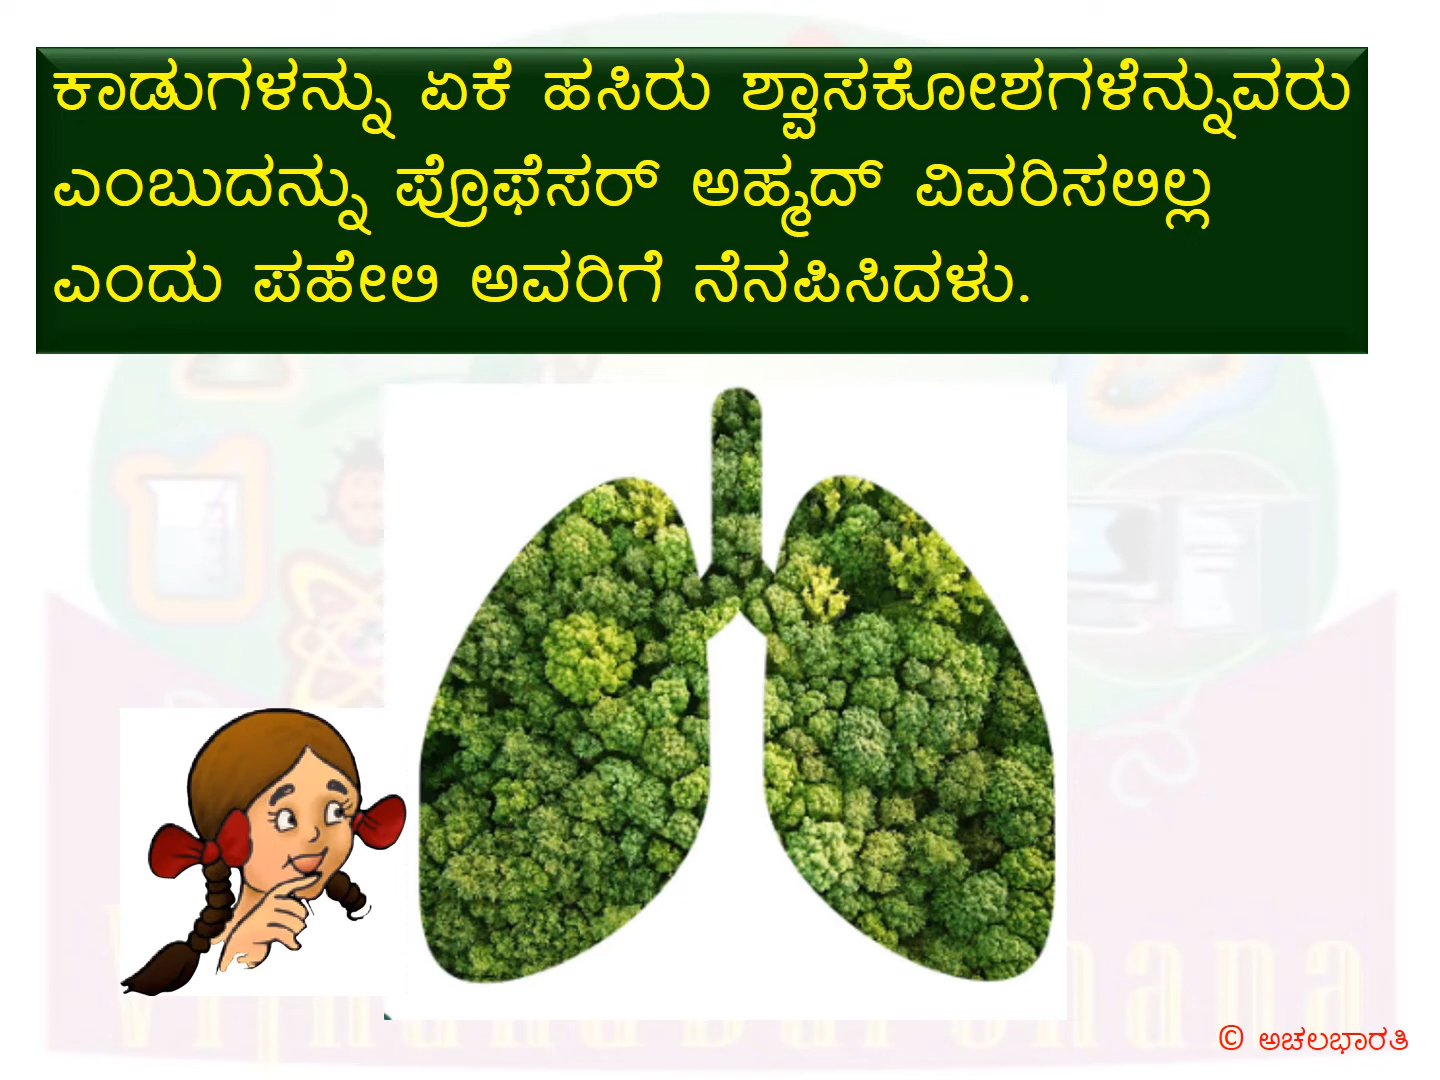 ಕಾಡುಗಳನ್ನು ಏಕೆ ಹಸಿರು ಶ್ವಾಸಕೋಶಗಳೆನ್ನುವರು
ಎಂಬುದನ್ನು ಪ್ರೊಫೆಸರ್ ಅಹ್ಮದ್ ವಿವರಿಸಲಿಲ್ಲ
ಎಂದು ಪಹೇಲಿ ಅವರಿಗೆ ನೆನಪಿಸಿದಳು.
© ಅಚಲಭಾರತಿ